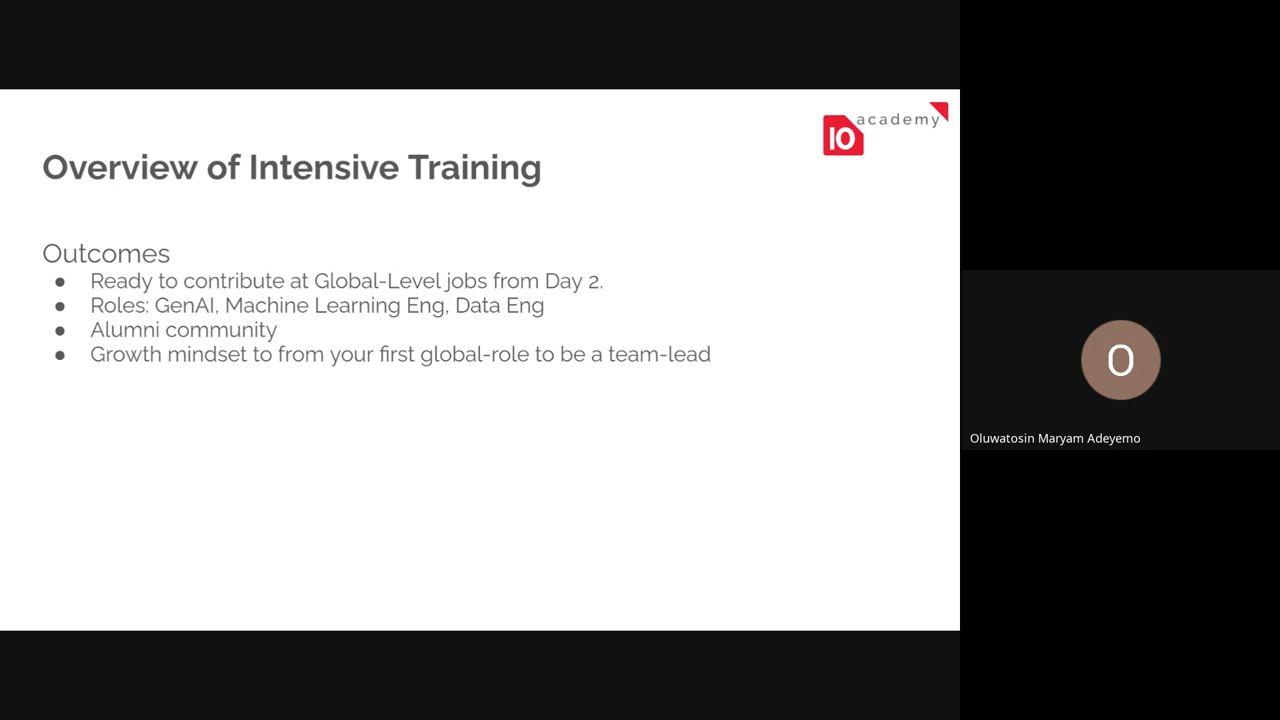 10 academy
Overview of Intensive Training
Outcomes
● Ready to contribute at Global-Level jobs from Day 2.
● Roles: GenAI, Machine Learning Eng, Data Eng
● Alumni community
● Growth mindset to from your first global-role to be a team-lead
O
Oluwatosin Maryam Adeyemo